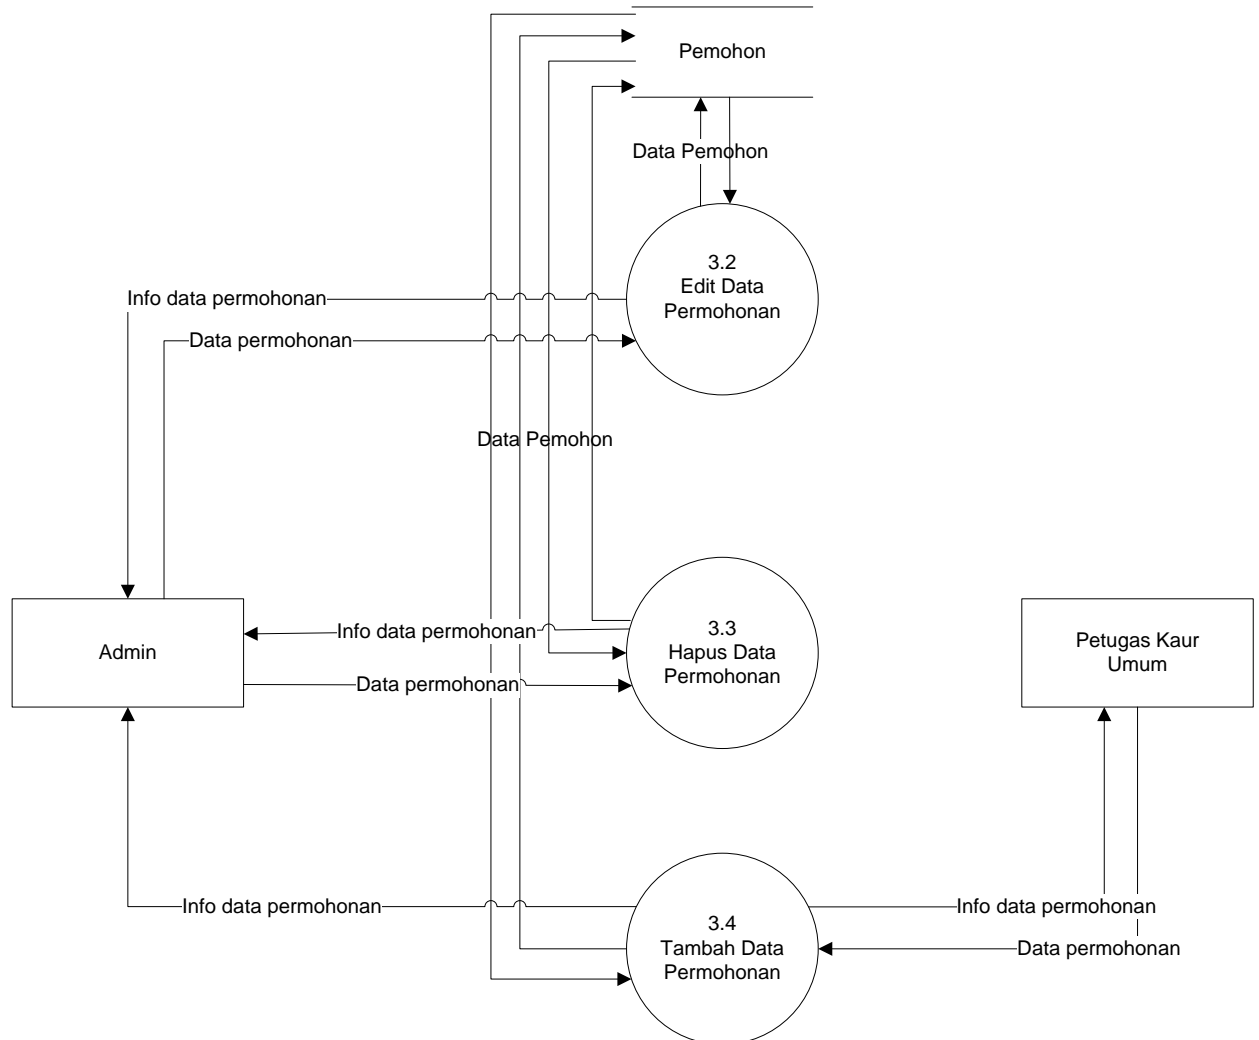 Pemohon
Data Pemohon
3.2
Edit Data
Permohonan
Info data permohonan
Data permohonan
Data Pemohon
Admin
Info data permohonan
Data permohonan
3.3
Hapus Data
Permohonan
Petugas Kaur
Umum
Info data permohonan
3.4
Tambah Data
Permohonan
Info data permohonan
Data permohonan